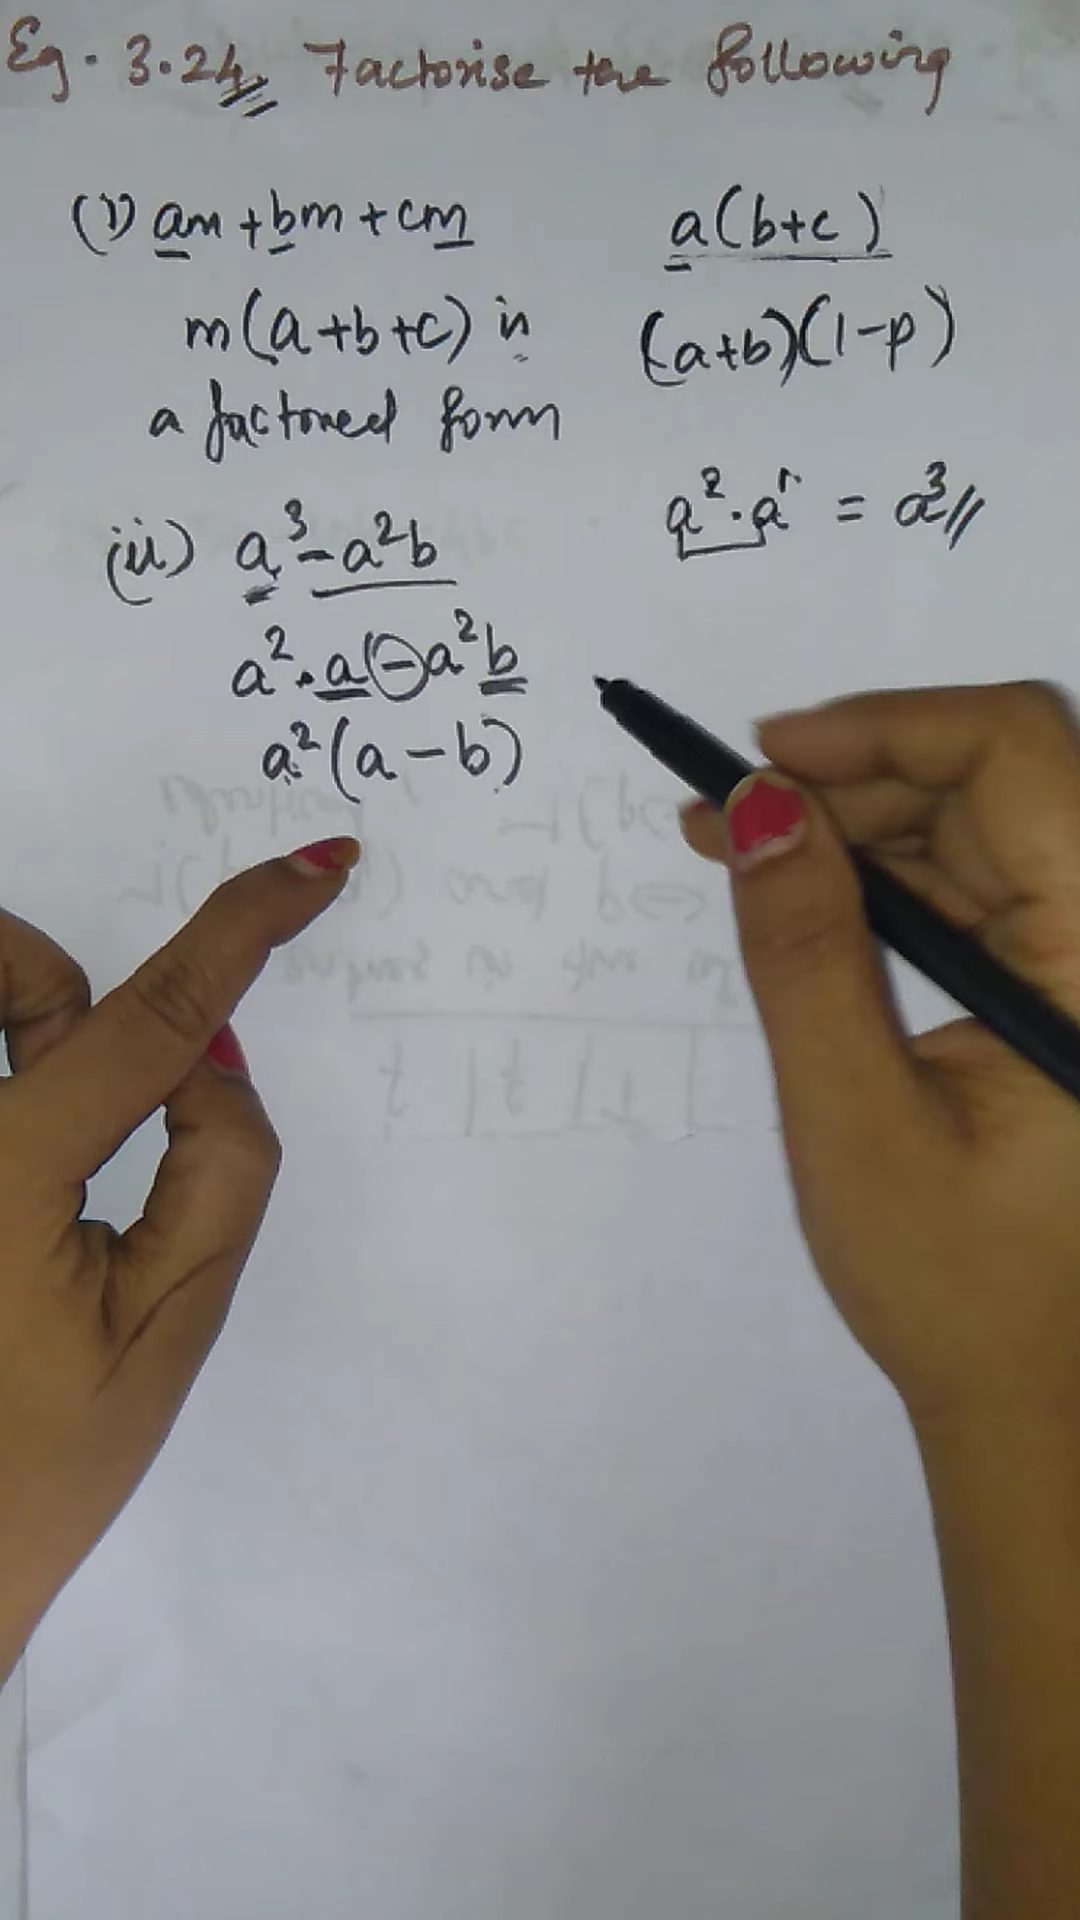 Eg. 3.24 Factorise the following
(i) am + bm + cm
m(a+b+c) is
a factored form
a(b+c)
(a+b)(1-p)
a²·a¹ = a³//
(ii) a³-a²b
a²·a-a²b
a²(a-b)